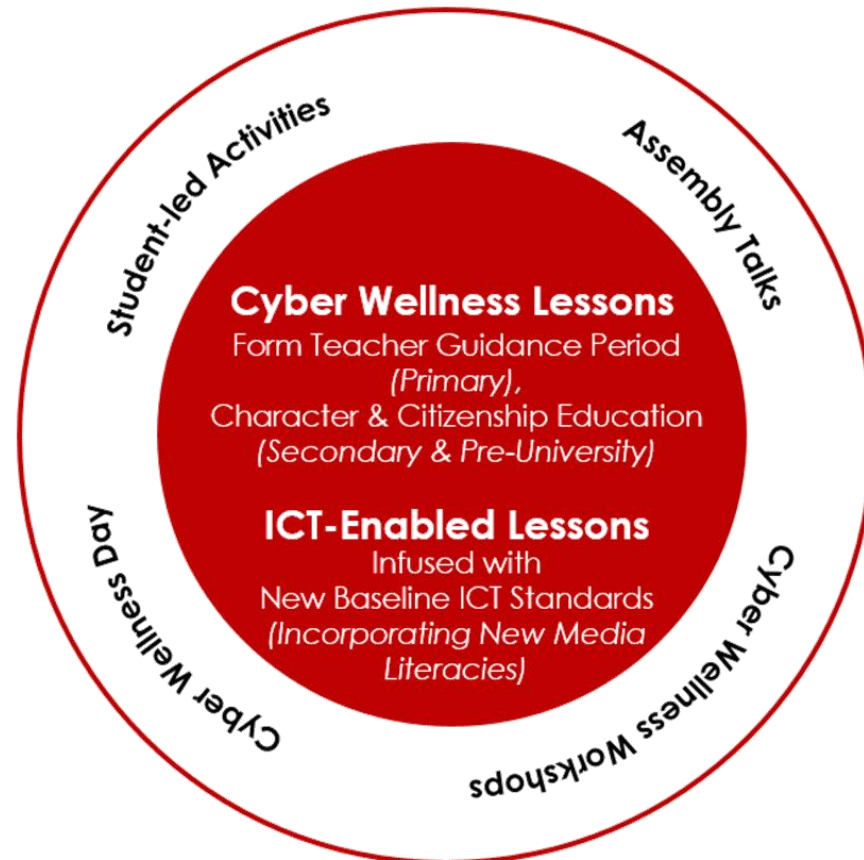 Student-led Activities
Assembly Talks
Cyber Wellness Lessons
Form Teacher Guidance Period
(Primary),
Character & Citizenship Education
(Secondary & Pre-University)
ICT-Enabled Lessons
Infused with
New Baseline ICT Standards
(Incorporating New Media
Literacies)
Cyber Wellness Day
Cyber Wellness Workshops